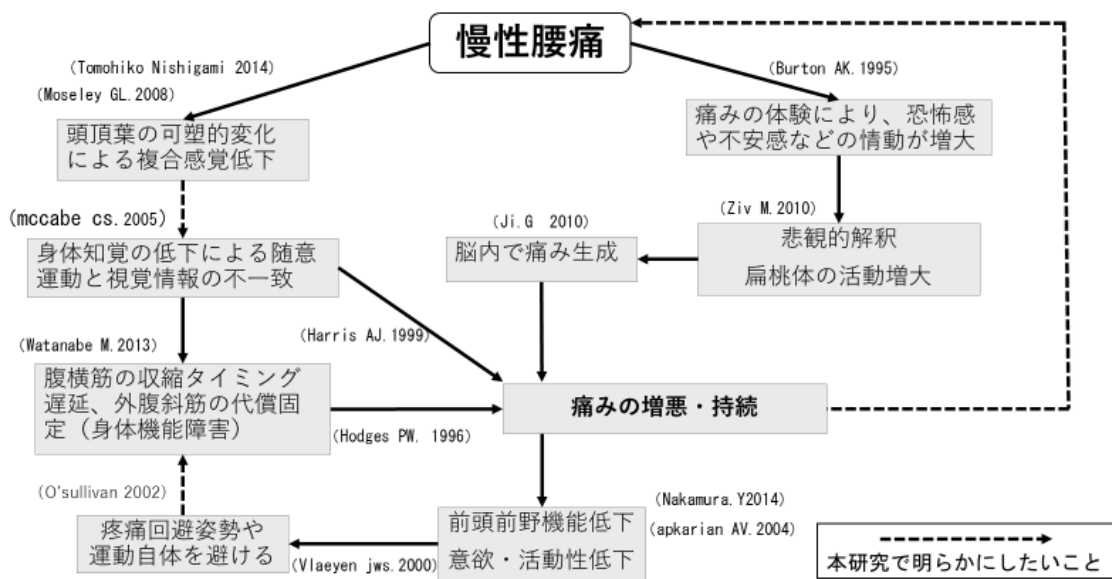 慢性腰痛
(Tomohiko Nishigami 2014)
(Moseley GL.2008)
(Burton AK.1995)
頭頂葉の可塑的変化
による複合感覚低下
痛みの体験により、恐怖感
や不安感などの情動が増大
(mccabe cs.2005)
(Ziv M.2010)
(Ji.G 2010)
身体知覚の低下による随意
運動と視覚情報の不一致
脳内で痛み生成
悲観的解釈
扁桃体の活動増大
(Watanabe M.2013)
(Harris AJ.1999)
腹横筋の収縮タイミング
遅延、外腹斜筋の代償固
定（身体機能障害）
痛みの増悪・持続
(Hodges PW. 1996)
(O'sullivan 2002)
(Nakamura.Y2014)
(apkarian AV.2004)
疼痛回避姿勢や
運動自体を避ける
(Vlaeyen jws.2000)
前頭前野機能低下
意欲・活動性低下
本研究で明らかにしたいこと